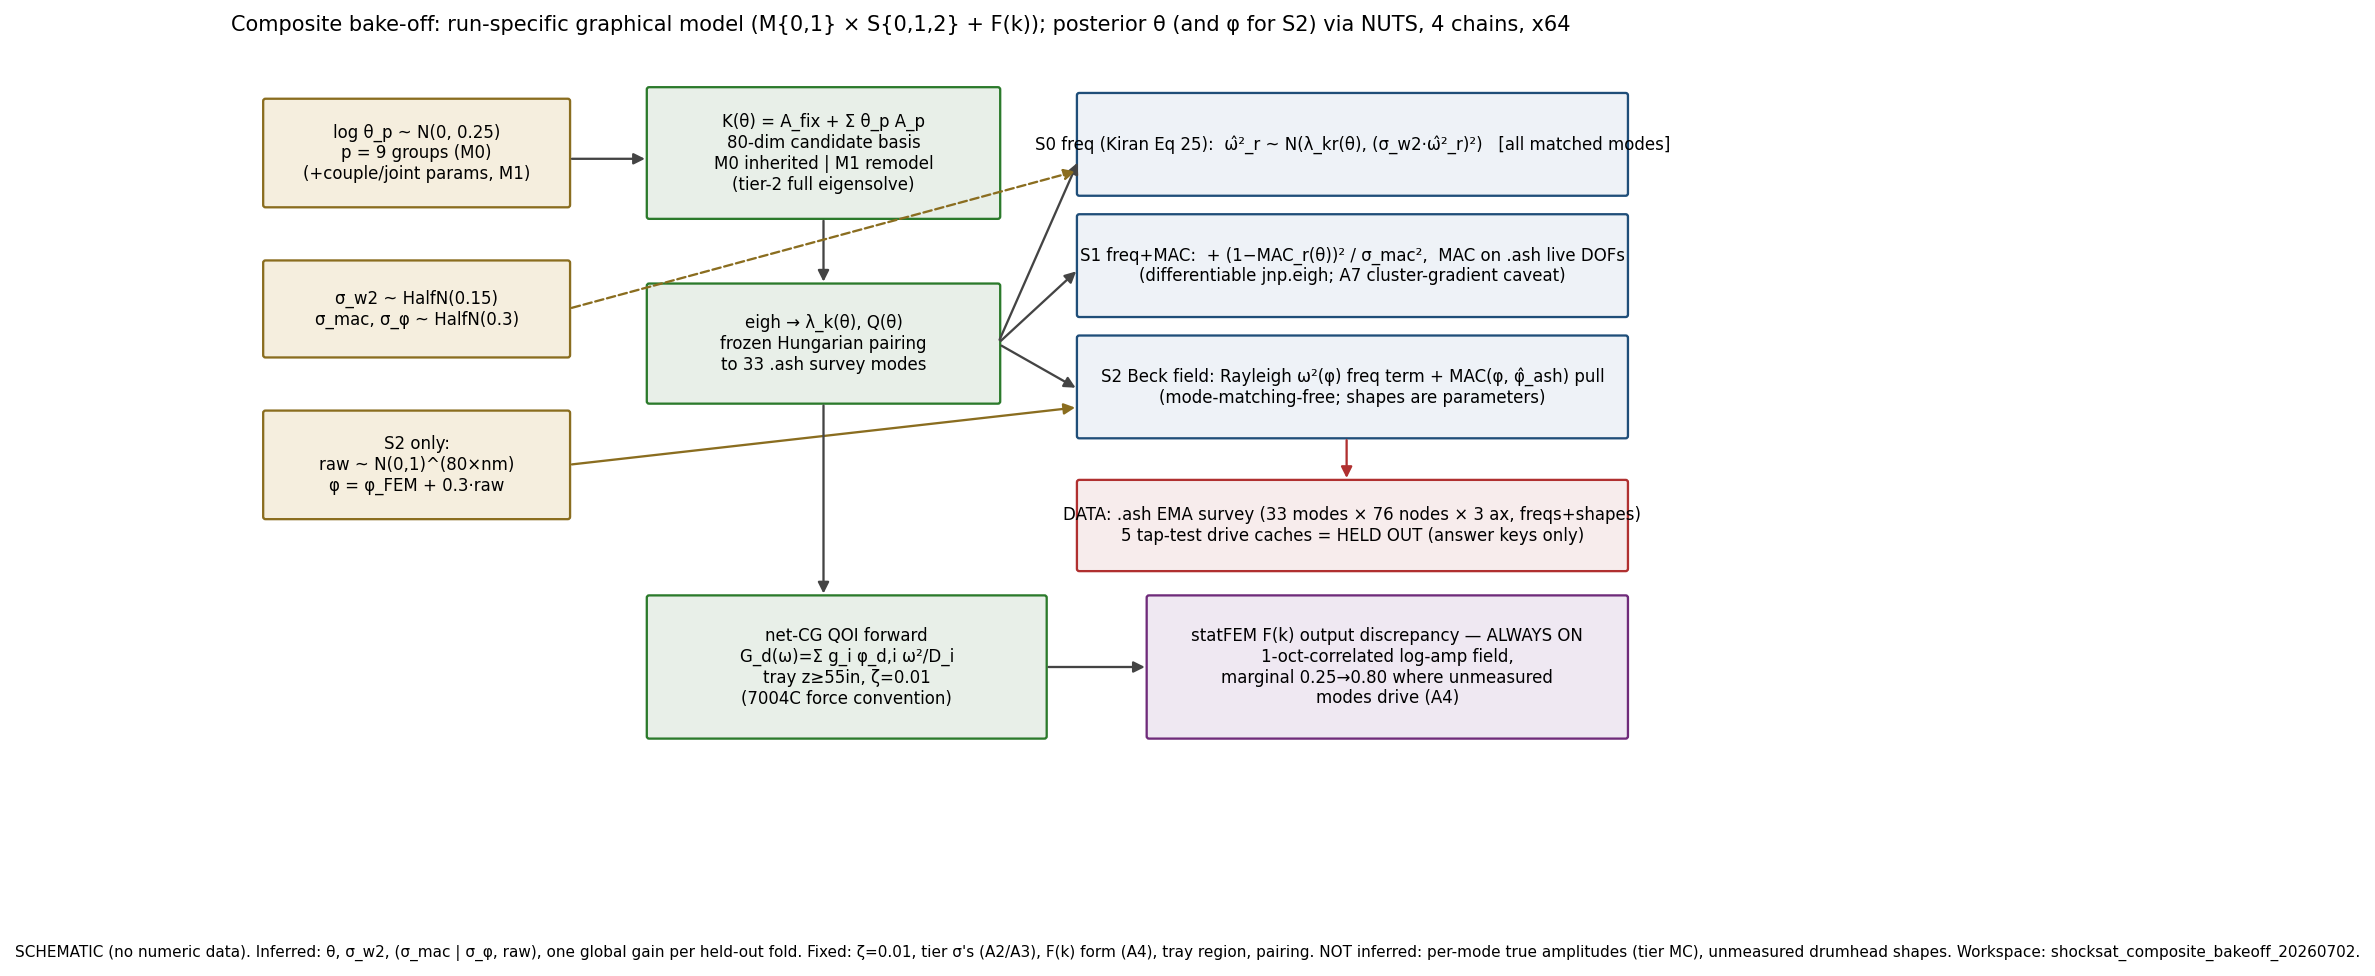 Composite bake-off: run-specific graphical model (M{0,1} × S{0,1,2} + F(k)); posterior θ (and φ for S2) via NUTS, 4 chains, x64
log θ_p ~ N(0, 0.25)
p = 9 groups (M0)
(+couple/joint params, M1)
K(θ) = A_fix + Σ θ_p A_p
80-dim candidate basis
M0 inherited | M1 remodel
(tier-2 full eigensolve)
S0 freq (Kiran Eq 25):  ω̂²_r ~ N(λ_kr(θ), (σ_w2·ω̂²_r)²)   [all matched modes]
S1 freq+MAC:  + (1−MAC_r(θ))² / σ_mac²,  MAC on .ash live DOFs
(differentiable jnp.eigh; A7 cluster-gradient caveat)
σ_w2 ~ HalfN(0.15)
σ_mac, σ_φ ~ HalfN(0.3)
eigh → λ_k(θ), Q(θ)
frozen Hungarian pairing
to 33 .ash survey modes
S2 Beck field: Rayleigh ω²(φ) freq term + MAC(φ, φ̂_ash) pull
(mode-matching-free; shapes are parameters)
S2 only:
raw ~ N(0,1)^(80×nm)
φ = φ_FEM + 0.3·raw
DATA: .ash EMA survey (33 modes × 76 nodes × 3 ax, freqs+shapes)
5 tap-test drive caches = HELD OUT (answer keys only)
net-CG QOI forward
G_d(ω)=Σ g_i φ_d,i ω²/D_i
tray z≥55in, ζ=0.01
(7004C force convention)
statFEM F(k) output discrepancy — ALWAYS ON
1-oct-correlated log-amp field,
marginal 0.25→0.80 where unmeasured
modes drive (A4)
SCHEMATIC (no numeric data). Inferred: θ, σ_w2, (σ_mac | σ_φ, raw), one global gain per held-out fold. Fixed: ζ=0.01, tier σ's (A2/A3), F(k) form (A4), tray region, pairing. NOT inferred: per-mode true amplitudes (tier MC), unmeasured drumhead shapes. Workspace: shocksat_composite_bakeoff_20260702.